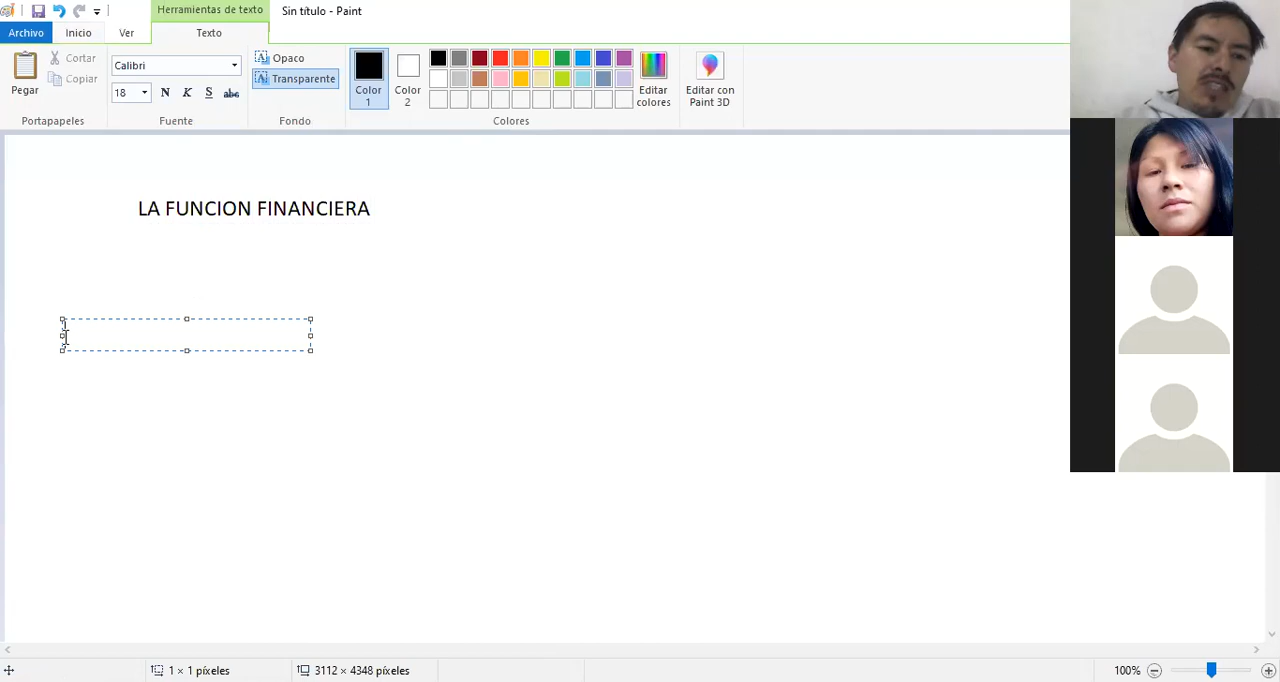 Herramientas de texto
Sin título - Paint
Archivo
Inicio
Ver
Texto
Pegar
Cortar
Copiar
Portapapeles
Calibri
18
N K S abc
Fuente
Opaco
Transparente
Fondo
Color 1
Color 2
Editar colores
Colores
Editar con Paint 3D
LA FUNCION FINANCIERA
1 × 1 píxeles
3112 × 4348 píxeles
100%